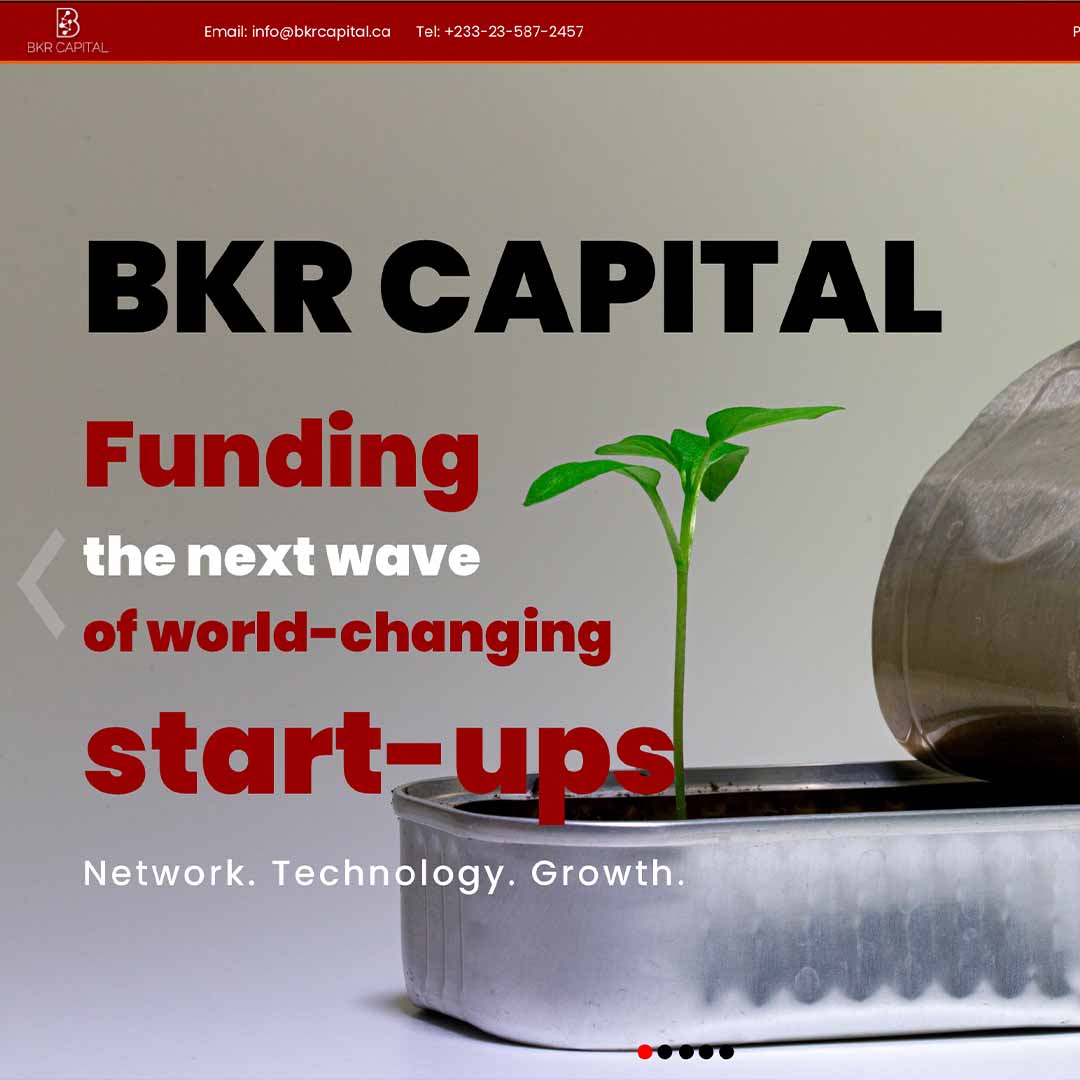 BKR CAPITAL
Email: info@bkrcapital.ca Tel: +233-23-587-2457
P
BKR CAPITAL
Funding
the next wave
of world-changing
start-ups
Network. Technology. Growth.